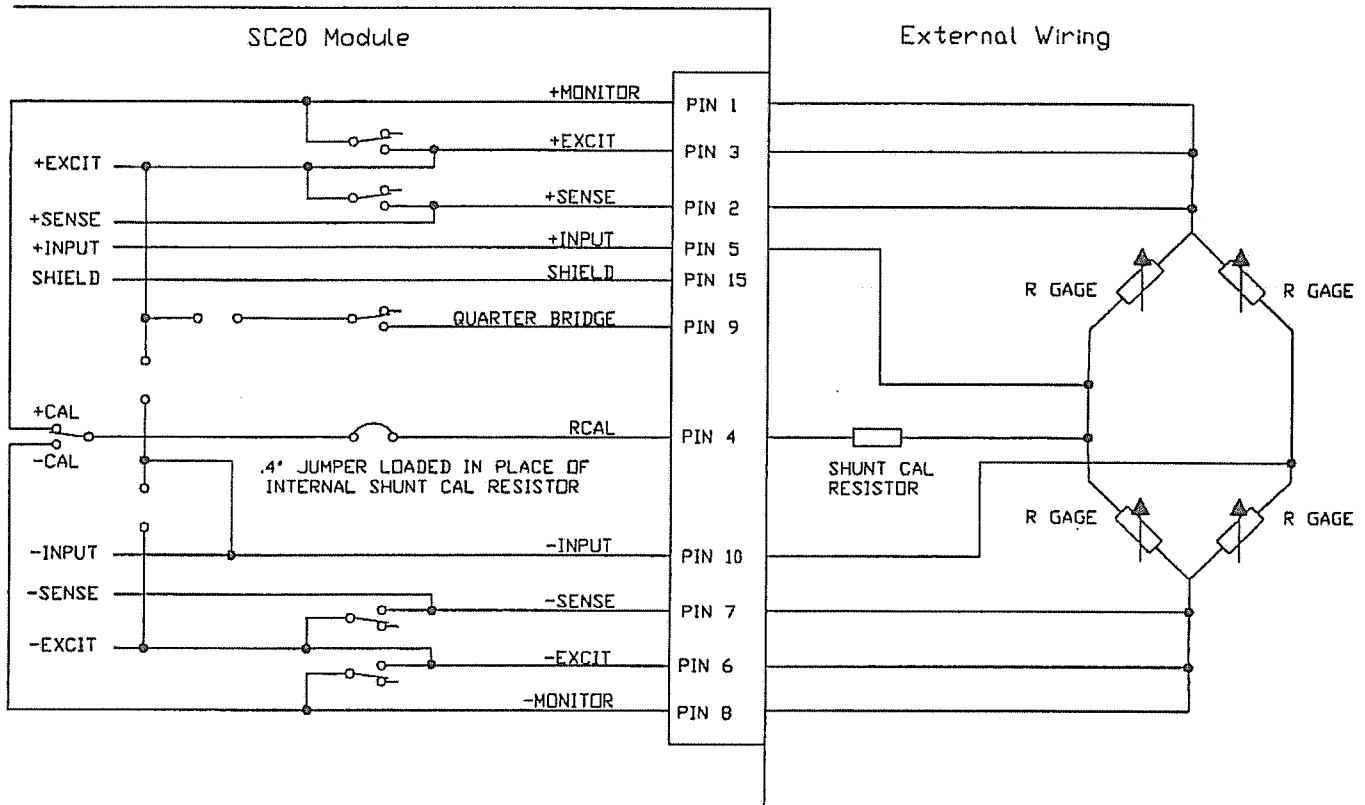 SC20 Module
External Wiring
+MONITOR
PIN 1
+EXCIT
+EXCIT
PIN 3
+SENSE
+SENSE
PIN 2
+INPUT
+INPUT
PIN 5
SHIELD
SHIELD
PIN 15
R GAGE
R GAGE
QUARTER BRIDGE
PIN 9
+CAL
-CAL
RCAL
PIN 4
.4" JUMPER LOADED IN PLACE OF
INTERNAL SHUNT CAL RESISTOR
SHUNT CAL
RESISTOR
R GAGE
R GAGE
-INPUT
-INPUT
PIN 10
-SENSE
-SENSE
PIN 7
-EXCIT
-EXCIT
PIN 6
-MONITOR
PIN 8